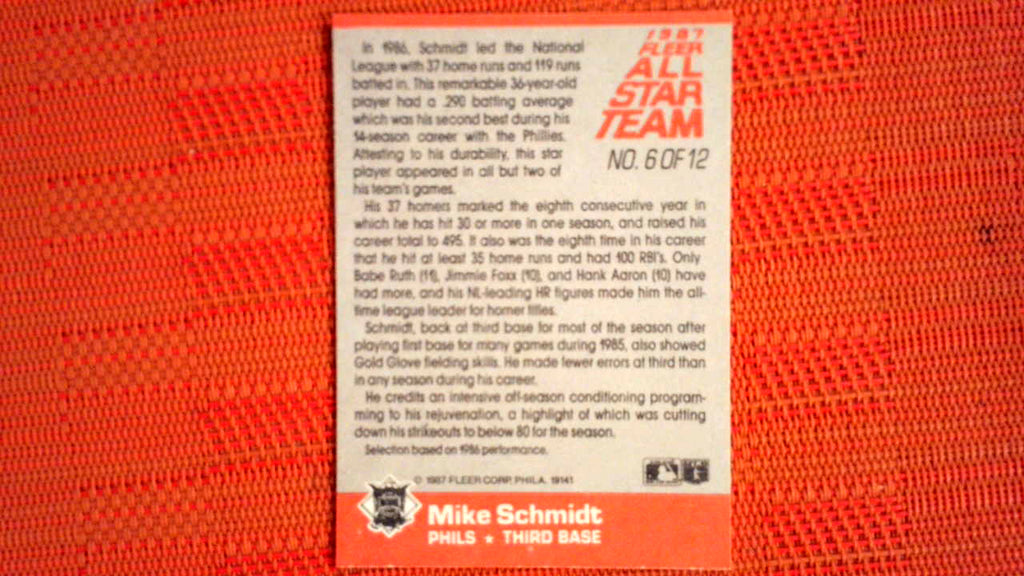 In 1986, Schmidt led the National
League with 37 home runs and 119 runs
batted in. This remarkable 36-year-old
player had a .290 batting average
which was his second best during his
14-season career with the Phillies.
Attesting to his durability, this star
player appeared in all but two of
his team's games.
1987
FLEER
ALL
STAR
TEAM
NO. 6 OF 12
His 37 homers marked the eighth consecutive year in
which he has hit 30 or more in one season, and raised his
career total to 495. It also was the eighth time in his career
that he hit at least 35 home runs and had 100 RBI's. Only
Babe Ruth (11), Jimmie Foxx (10), and Hank Aaron (10) have
had more, and his NL-leading HR figures made him the all-
time league leader for homer titles.
Schmidt, back at third base for most of the season after
playing first base for many games during 1985, also showed
Gold Glove fielding skills. He made fewer errors at third than
in any season during his career.
He credits an intensive off-season conditioning program-
ming to his rejuvenation, a highlight of which was cutting
down his strikeouts to below 80 for the season.
Selection based on 1986 performance.
© 1987 FLEER CORP. PHILA. 19141
Mike Schmidt
PHILS ★ THIRD BASE